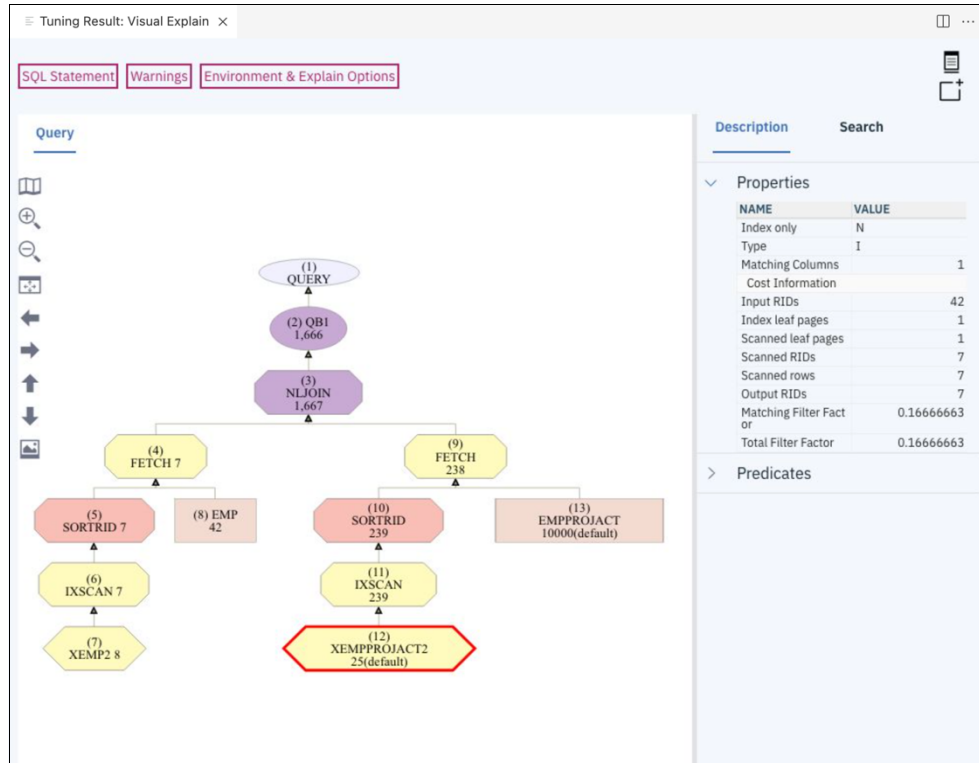 Tuning Result: Visual Explain
SQL Statement
Warnings
Environment & Explain Options
Query
(1)
QUERY
(2) QB1
1,666
(3)
NLJOIN
1,667
(4)
FETCH 7
(9)
FETCH
238
(5)
SORTRID 7
(8) EMP
42
(10)
SORTRID
239
(13)
EMPPROJACT
10000(default)
(6)
IXSCAN 7
(11)
IXSCAN
239
(7)
XEMP2 8
(12)
XEMPPROJACT2
25(default)
Description Search
Properties
NAME VALUE
Index only N
Type I
Matching Columns 1
Cost Information
Input RIDs 42
Index leaf pages 1
Scanned leaf pages 1
Scanned RIDs 7
Scanned rows 7
Output RIDs 7
Matching Filter Fact 0.16666663
or
Total Filter Factor 0.16666663
Predicates